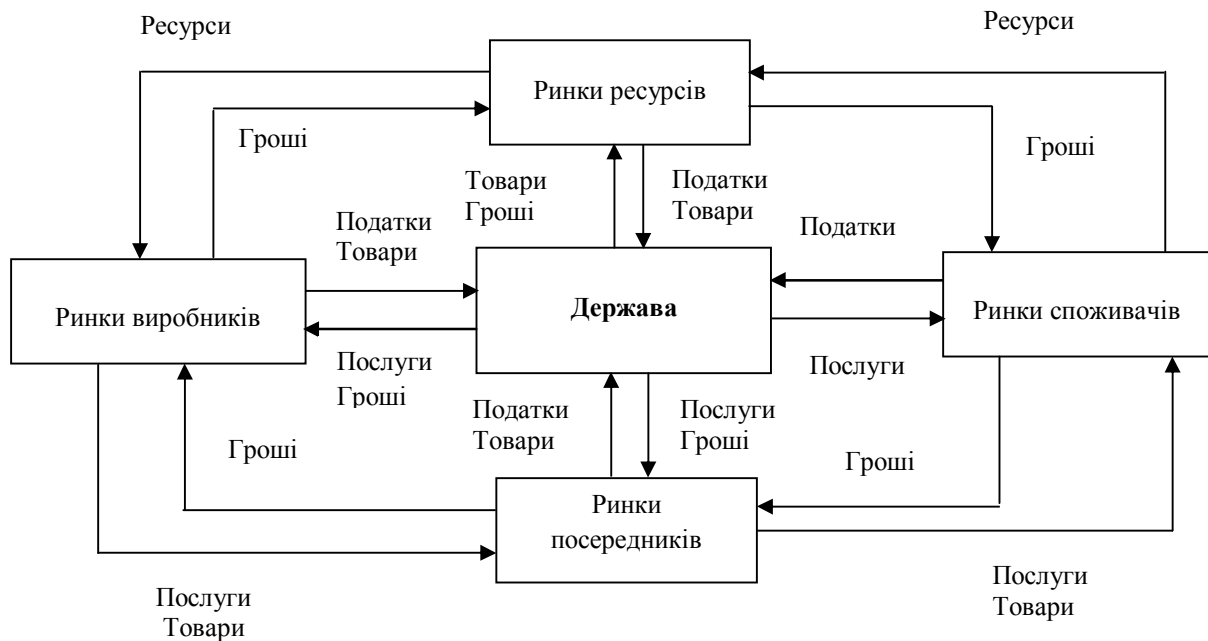 Ресурси
Ресурси
Ринки ресурсів
Гроші
Гроші
Товари
Гроші
Податки
Товари
Податки
Товари
Податки
Ринки виробників
Держава
Ринки споживачів
Послуги
Гроші
Послуги
Податки
Товари
Послуги
Гроші
Гроші
Гроші
Ринки
посередників
Послуги
Товари
Послуги
Товари